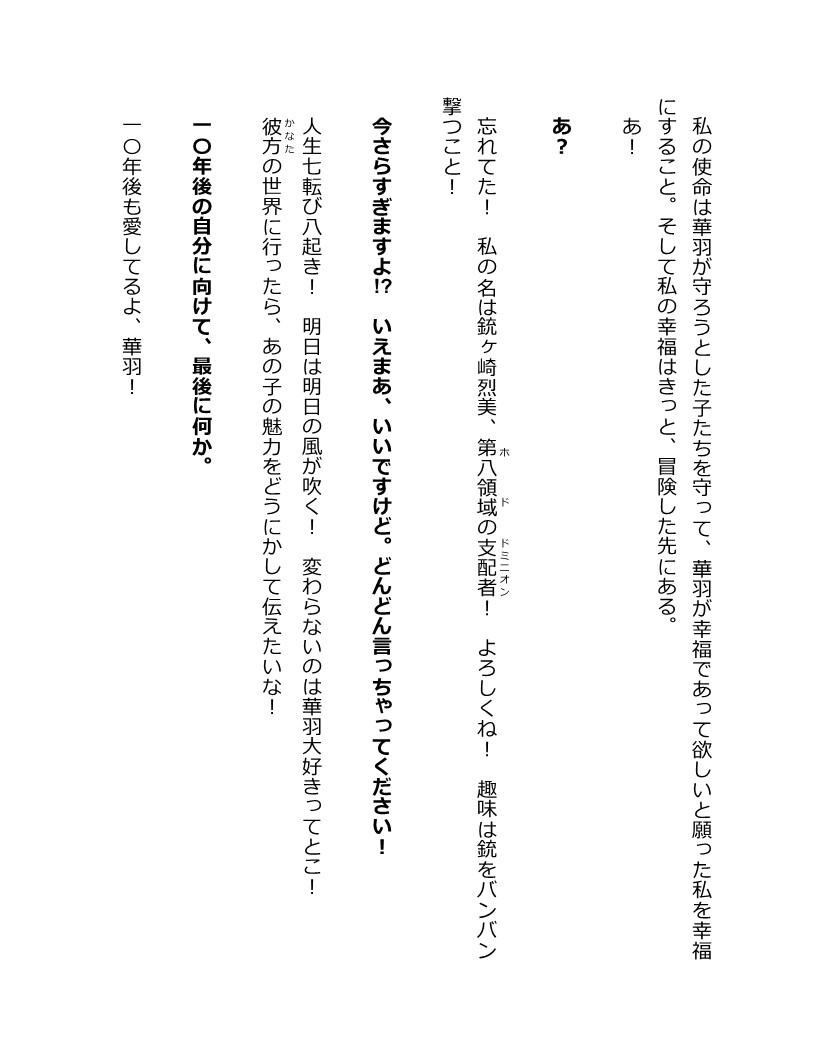 私の使命は華羽が守ろうとした子たちを守って、華羽が幸福であって欲しいと願った私を幸福
にすること。そして私の幸福はきっと、冒険した先にある。
あ！
あ？
忘れてた！　私の名は銃ヶ崎烈美、第八領域の支配者！　よろしくね！　趣味は銃をバンバン
ホド
ドミニオン
撃つこと！
今さらすぎますよ!?　いえまあ、いいですけど。どんどん言っちゃってください！
人生七転び八起き！　明日は明日の風が吹く！　変わらないのは華羽大好きってとこ！
かなた
彼方の世界に行ったら、あの子の魅力をどうにかして伝えたいな！
一〇年後の自分に向けて、最後に何か。
一〇年後も愛してるよ、華羽！